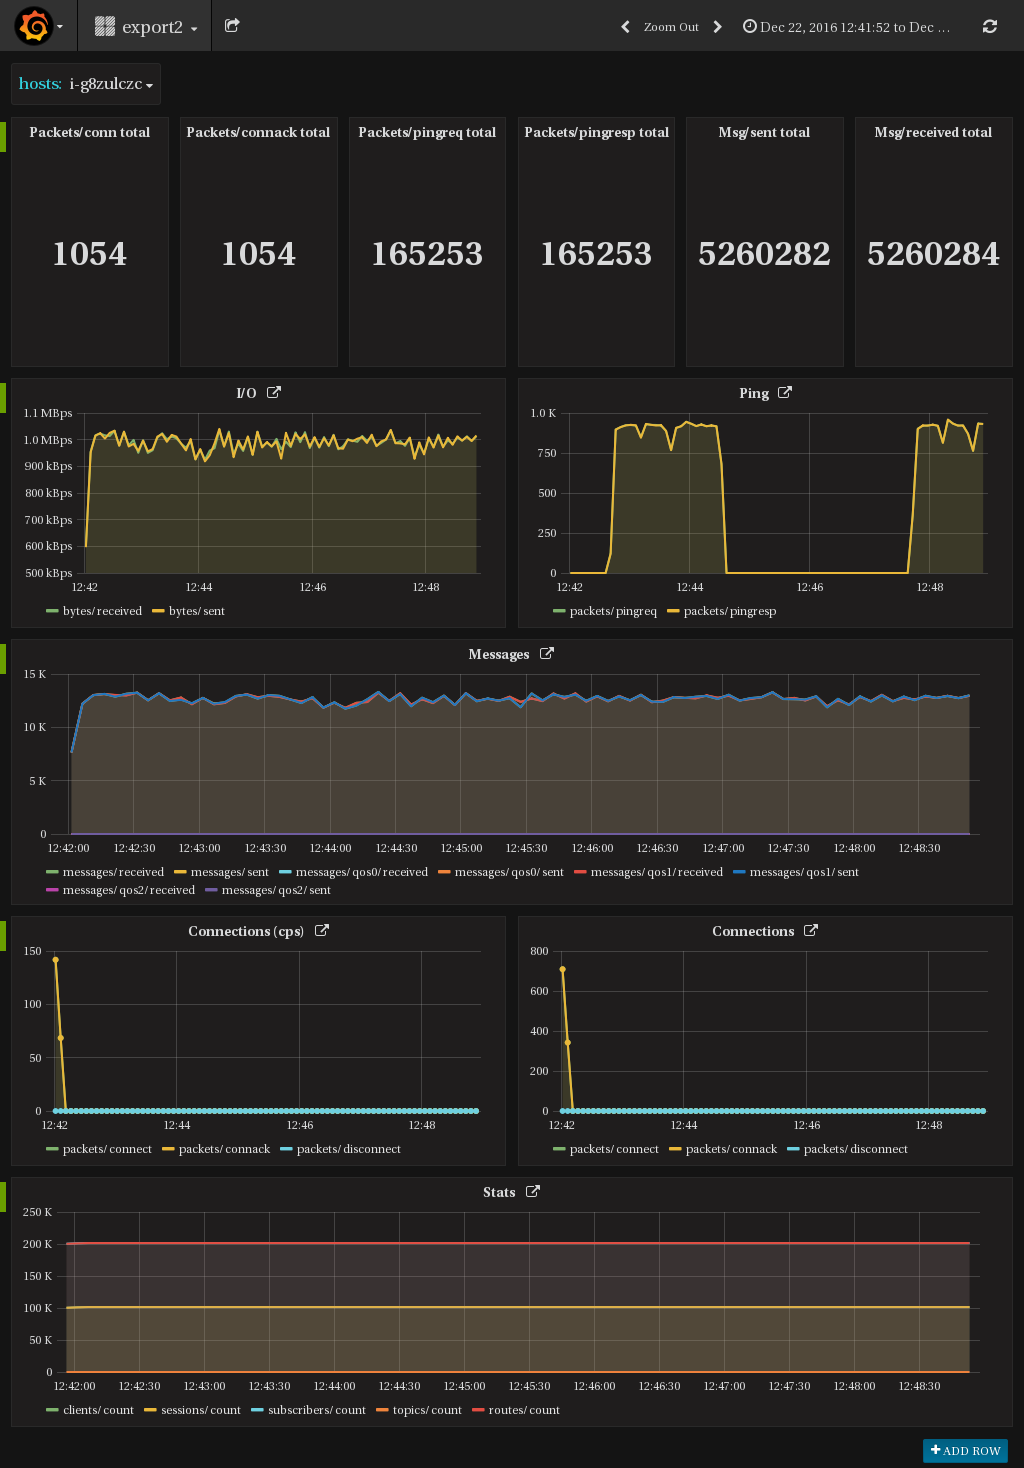 export2
Zoom Out
Dec 22, 2016 12:41:52 to Dec ...
hosts: i-g8zulczc
Packets/conn total
Packets/connack total
Packets/pingreq total
Packets/pingresp total
Msg/sent total
Msg/received total
1054
1054
165253
165253
5260282
5260284
I/O
1.1 MBps
1.0 MBps
900 kBps
800 kBps
700 kBps
600 kBps
500 kBps
12:42 12:44 12:46 12:48
bytes/received bytes/sent
Ping
1.0 K
750
500
250
0
12:42 12:44 12:46 12:48
packets/pingreq packets/pingresp
Messages
15 K
10 K
5 K
0
12:42:00 12:42:30 12:43:00 12:43:30 12:44:00 12:44:30 12:45:00 12:45:30 12:46:00 12:46:30 12:47:00 12:47:30 12:48:00 12:48:30
messages/received messages/sent messages/qos0/received messages/qos0/sent messages/qos1/received messages/qos1/sent
messages/qos2/received messages/qos2/sent
Connections (cps)
150
100
50
0
12:42 12:44 12:46 12:48
packets/connect packets/connack packets/disconnect
Connections
800
600
400
200
0
12:42 12:44 12:46 12:48
packets/connect packets/connack packets/disconnect
Stats
250 K
200 K
150 K
100 K
50 K
0
12:42:00 12:42:30 12:43:00 12:43:30 12:44:00 12:44:30 12:45:00 12:45:30 12:46:00 12:46:30 12:47:00 12:47:30 12:48:00 12:48:30
clients/count sessions/count subscribers/count topics/count routes/count
ADD ROW